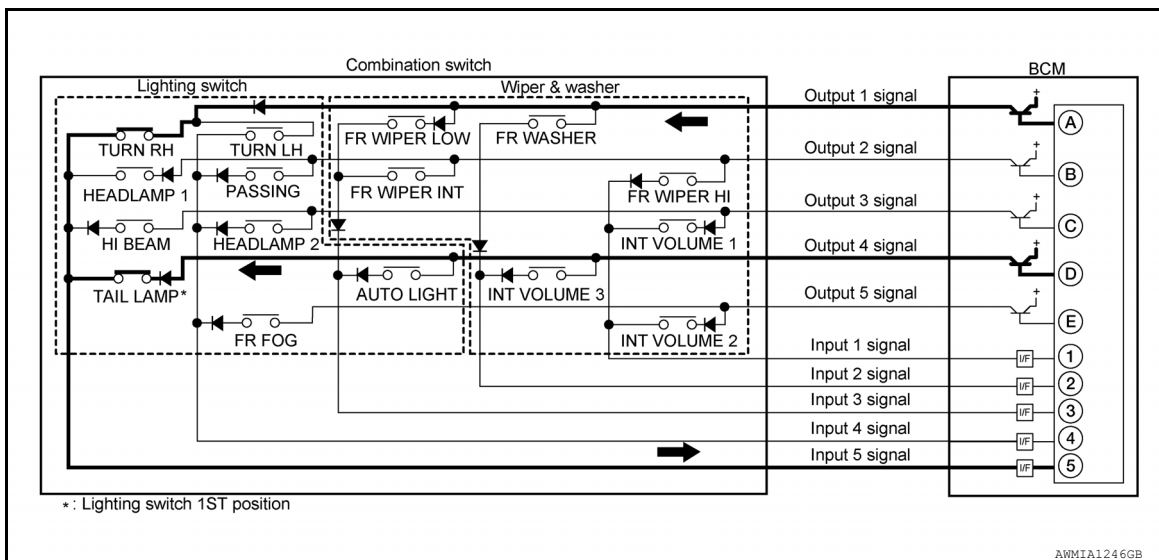 Combination switch
BCM
Lighting switch
Wiper & washer
Output 1 signal
+
A
TURN RH
TURN LH
FR WIPER LOW
FR WASHER
Output 2 signal
+
B
HEADLAMP 1
PASSING
FR WIPER INT
FR WIPER HI
Output 3 signal
+
C
HI BEAM
HEADLAMP 2
INT VOLUME 1
Output 4 signal
+
D
TAIL LAMP*
AUTO LIGHT
INT VOLUME 3
Output 5 signal
+
E
FR FOG
INT VOLUME 2
Input 1 signal
I/F
1
Input 2 signal
I/F
2
Input 3 signal
I/F
3
Input 4 signal
I/F
4
Input 5 signal
I/F
5
* : Lighting switch 1ST position
AWMIA1246GB